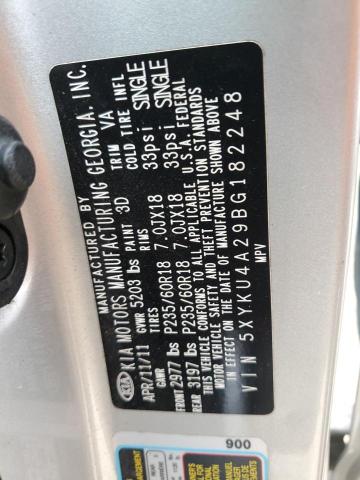 MANUFACTURED BY
KIA KIA MOTORS MANUFACTURING GEORGIA, INC.
APR/11/11 PAINT 3D TRIM VA
GVWR 5203 lbs
GAWR TIRES RIMS COLD TIRE INFL
FRONT 2977 lbs P235/60R18 7.0JX18 33psi SINGLE
REAR 3197 lbs P235/60R18 7.0JX18 33psi SINGLE
THIS VEHICLE CONFORMS TO ALL APPLICABLE U.S.A. FEDERAL
MOTOR VEHICLE SAFETY AND THEFT PREVENTION STANDARDS
IN EFFECT ON THE DATE OF MANUFACTURE SHOWN ABOVE
VIN 5XYKU4A29BG182248
MPV
900